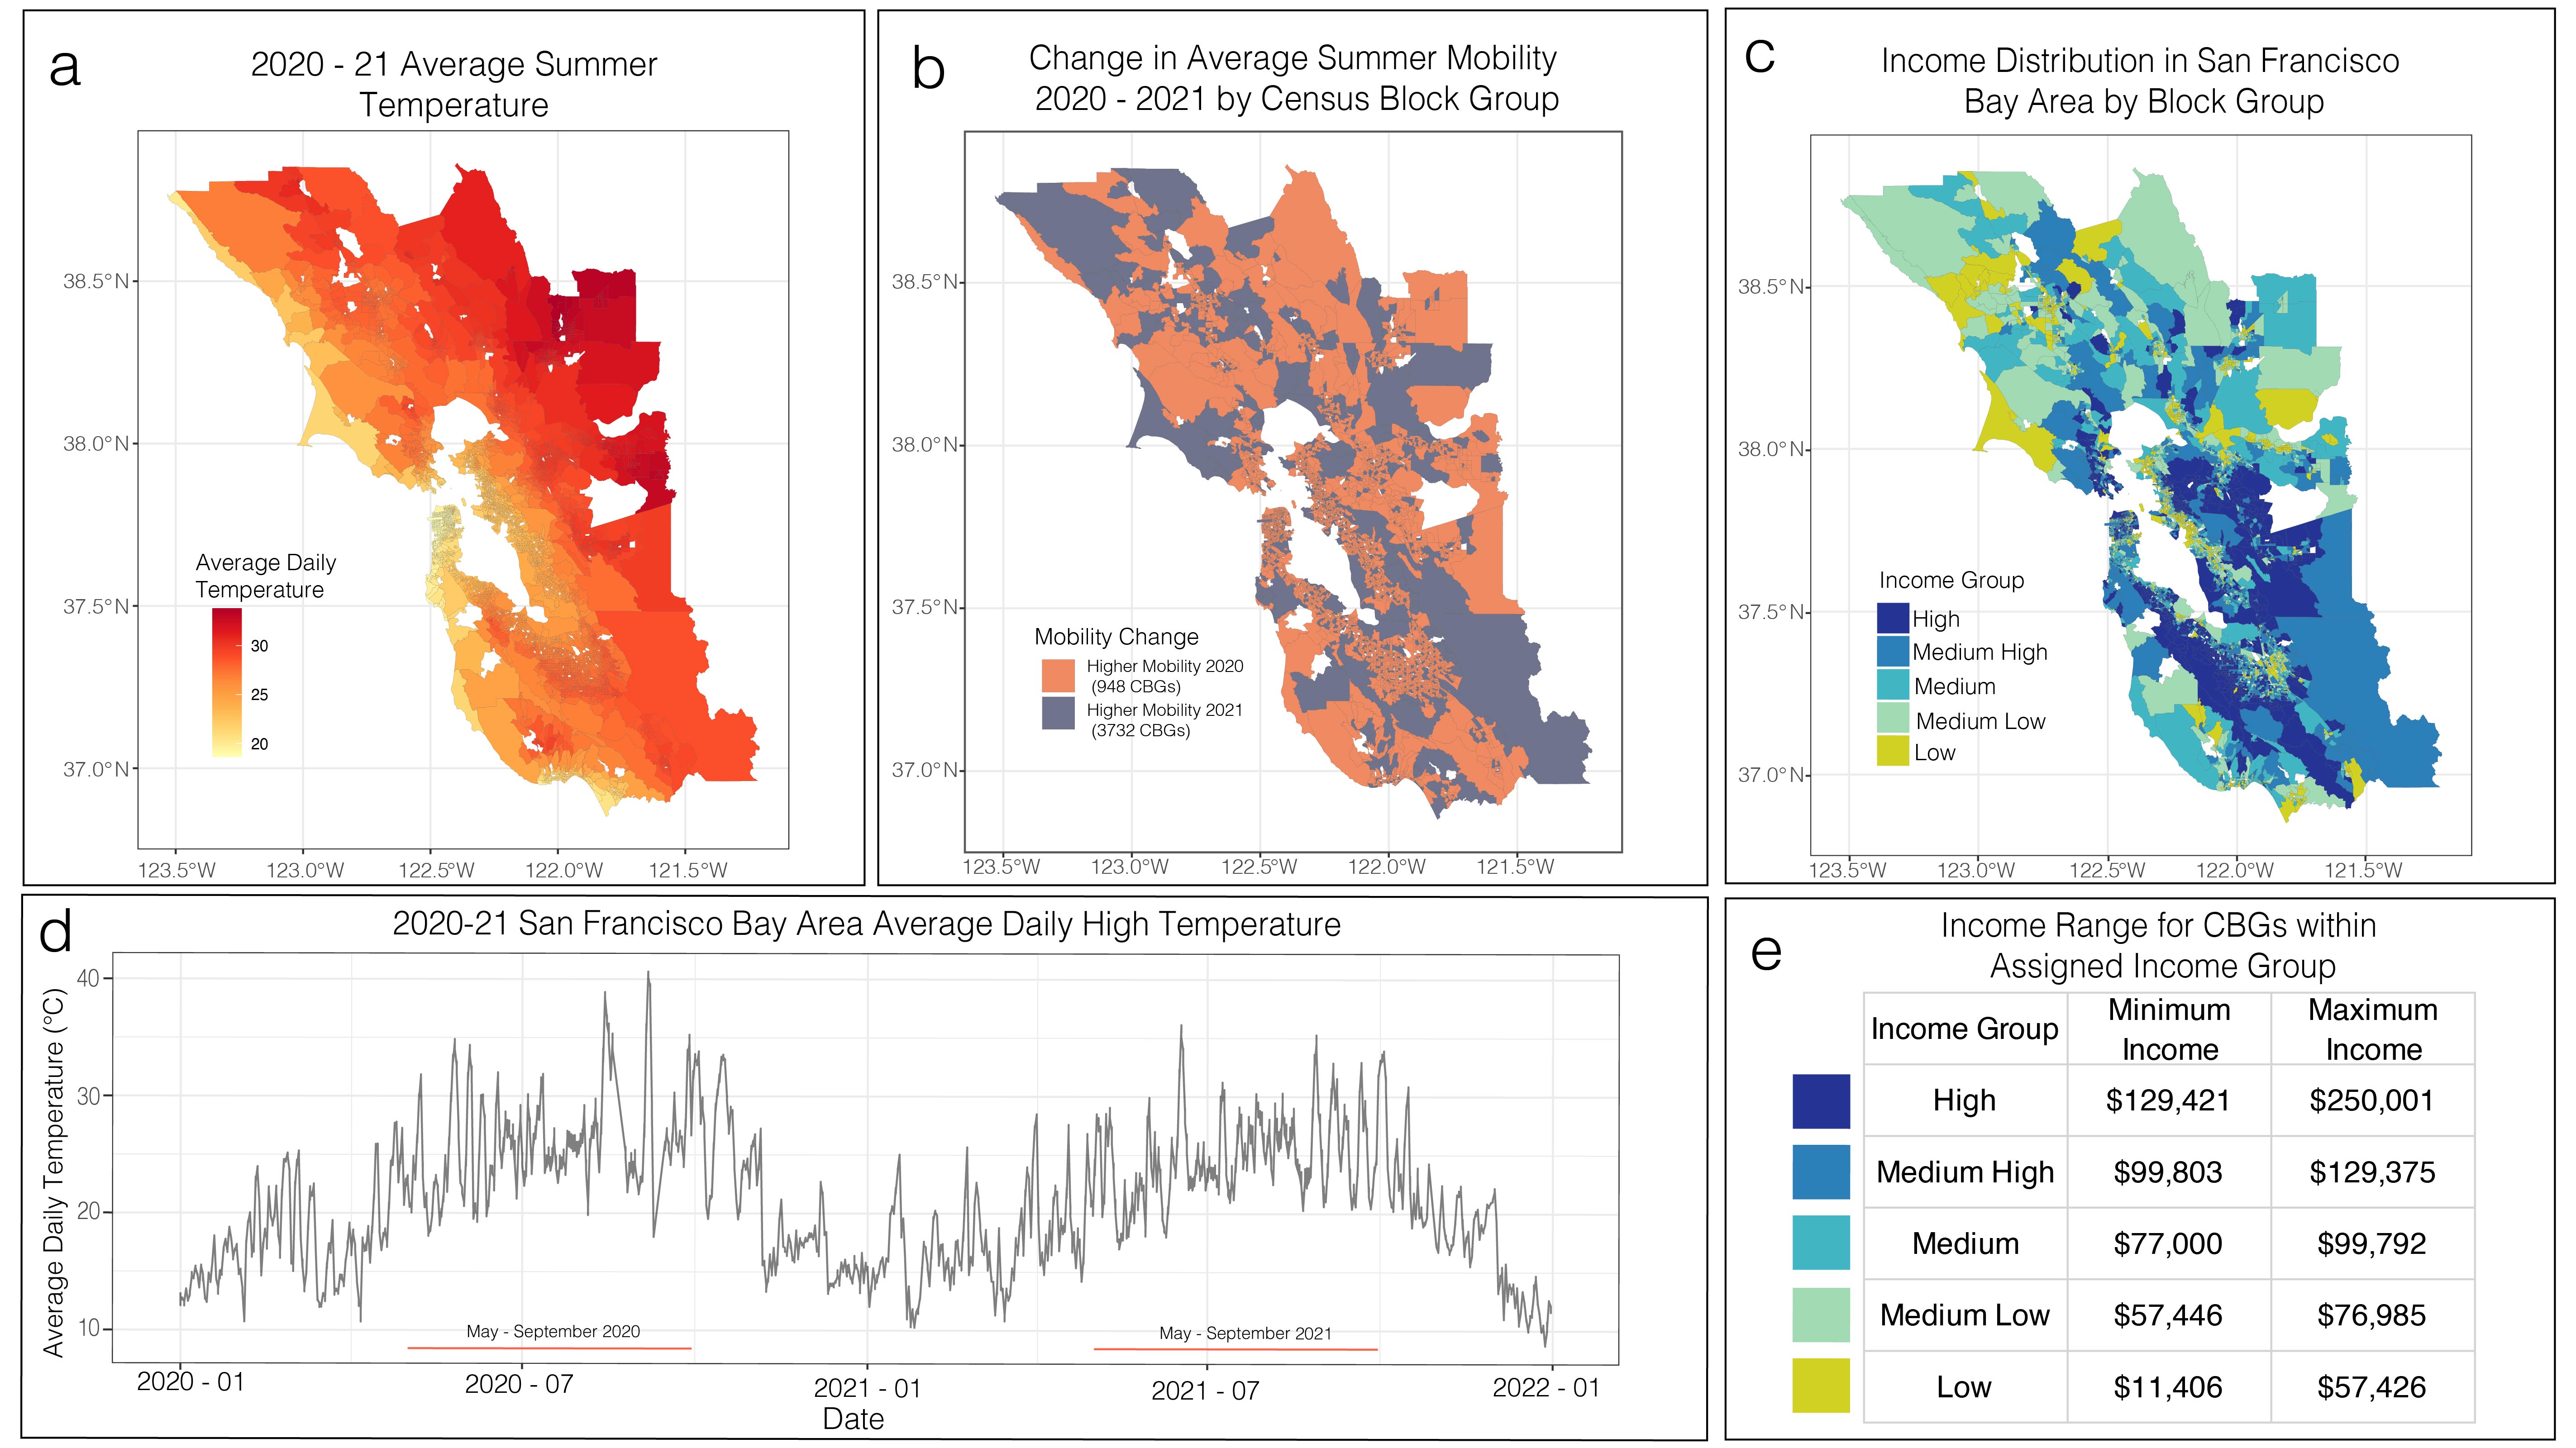 a
2020 - 21 Average Summer
Temperature
38.5°N
38.0°N
37.5°N
37.0°N
Average Daily
Temperature
30
25
20
123.5°W 123.0°W 122.5°W 122.0°W 121.5°W
b
Change in Average Summer Mobility
2020 - 2021 by Census Block Group
38.5°N
38.0°N
37.5°N
37.0°N
Mobility Change
Higher Mobility 2020
(948 CBGs)
Higher Mobility 2021
(3732 CBGs)
123.5°W 123.0°W 122.5°W 122.0°W 121.5°W
c
Income Distribution in San Francisco
Bay Area by Block Group
38.5°N
38.0°N
37.5°N
37.0°N
Income Group
High
Medium High
Medium
Medium Low
Low
123.5°W 123.0°W 122.5°W 122.0°W 121.5°W
d
2020-21 San Francisco Bay Area Average Daily High Temperature
Average Daily Temperature (°C)
40
30
20
10
May - September 2020
May - September 2021
2020 - 01 2020 - 07 2021 - 01 2021 - 07 2022 - 01
Date
e
Income Range for CBGs within
Assigned Income Group
Income Group Minimum Income Maximum Income
High $129,421 $250,001
Medium High $99,803 $129,375
Medium $77,000 $99,792
Medium Low $57,446 $76,985
Low $11,406 $57,426